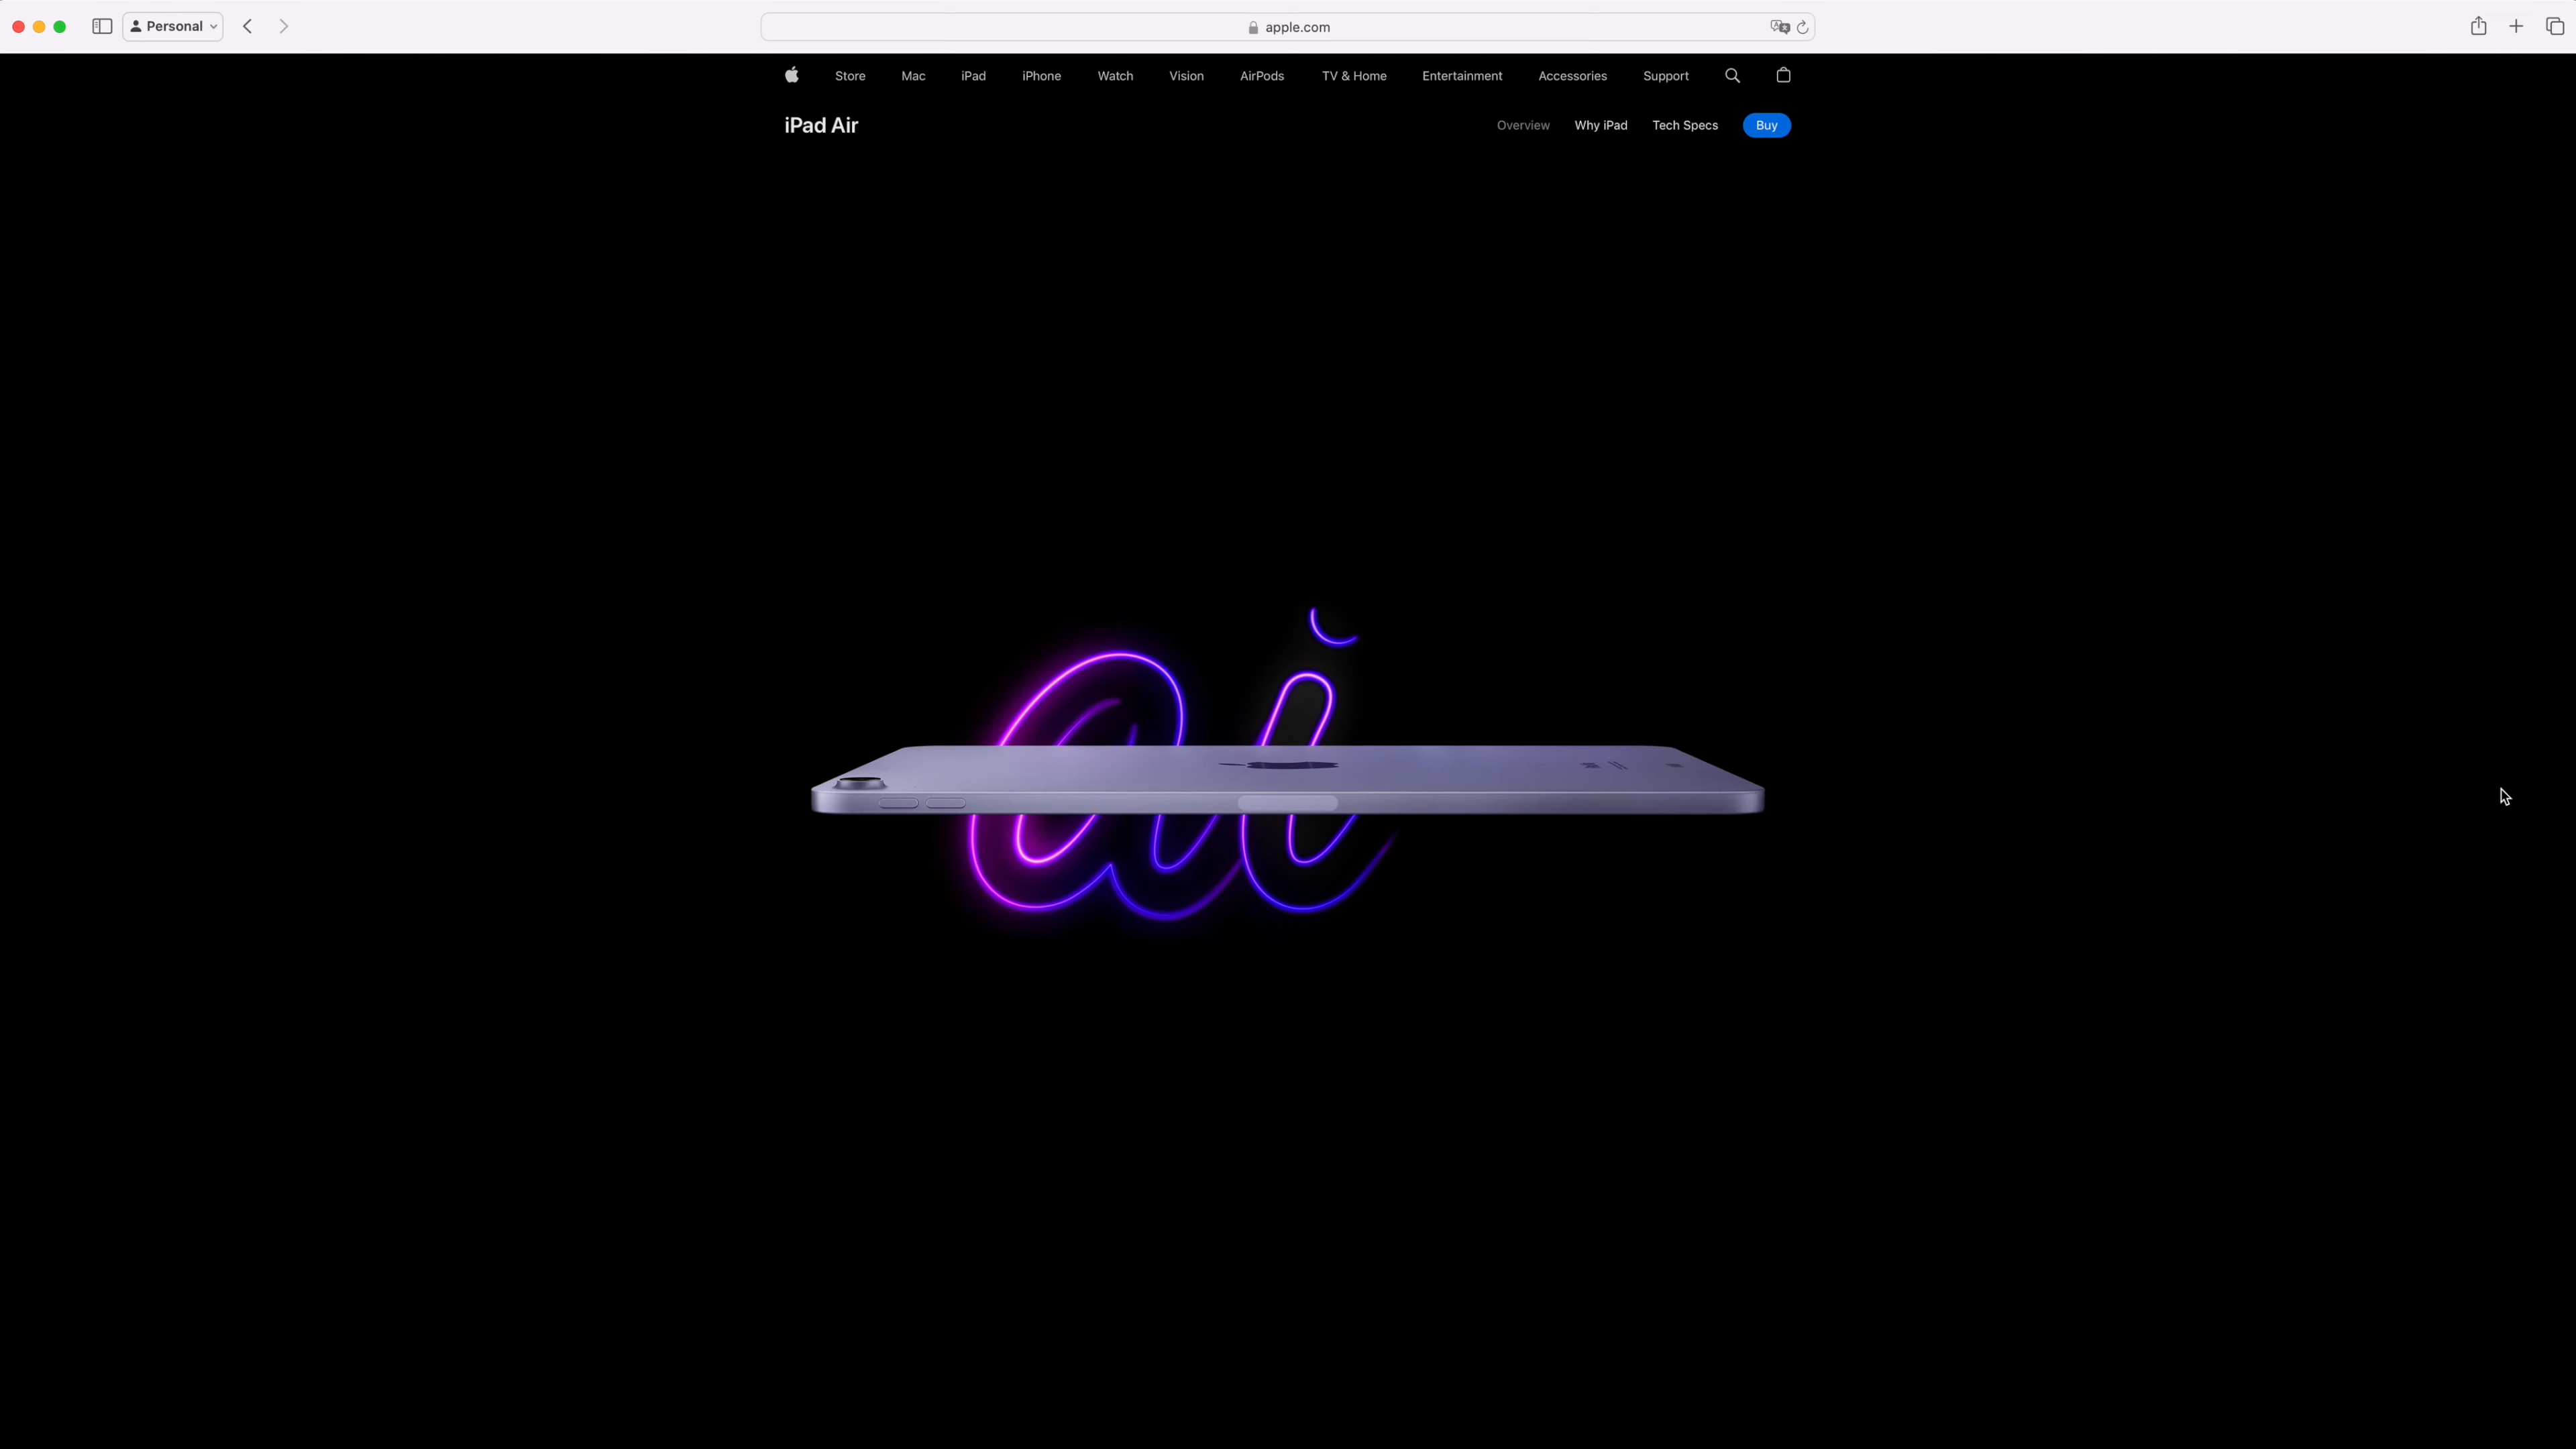 Personal
apple.com
Store Mac iPad iPhone Watch Vision AirPods TV & Home Entertainment Accessories Support
iPad Air
Overview Why iPad Tech Specs Buy
ai